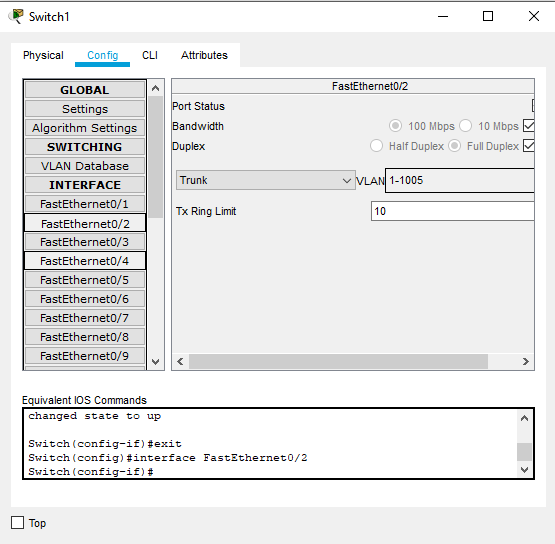 Switch1
Physical Config CLI Attributes
GLOBAL
Settings
Algorithm Settings
SWITCHING
VLAN Database
INTERFACE
FastEthernet0/1
FastEthernet0/2
FastEthernet0/3
FastEthernet0/4
FastEthernet0/5
FastEthernet0/6
FastEthernet0/7
FastEthernet0/8
FastEthernet0/9
FastEthernet0/2
Port Status
Bandwidth 100 Mbps 10 Mbps
Duplex Half Duplex Full Duplex
Trunk VLAN 1-1005
Tx Ring Limit 10
Equivalent IOS Commands
changed state to up
Switch(config-if)#exit
Switch(config)#interface FastEthernet0/2
Switch(config-if)#
Top